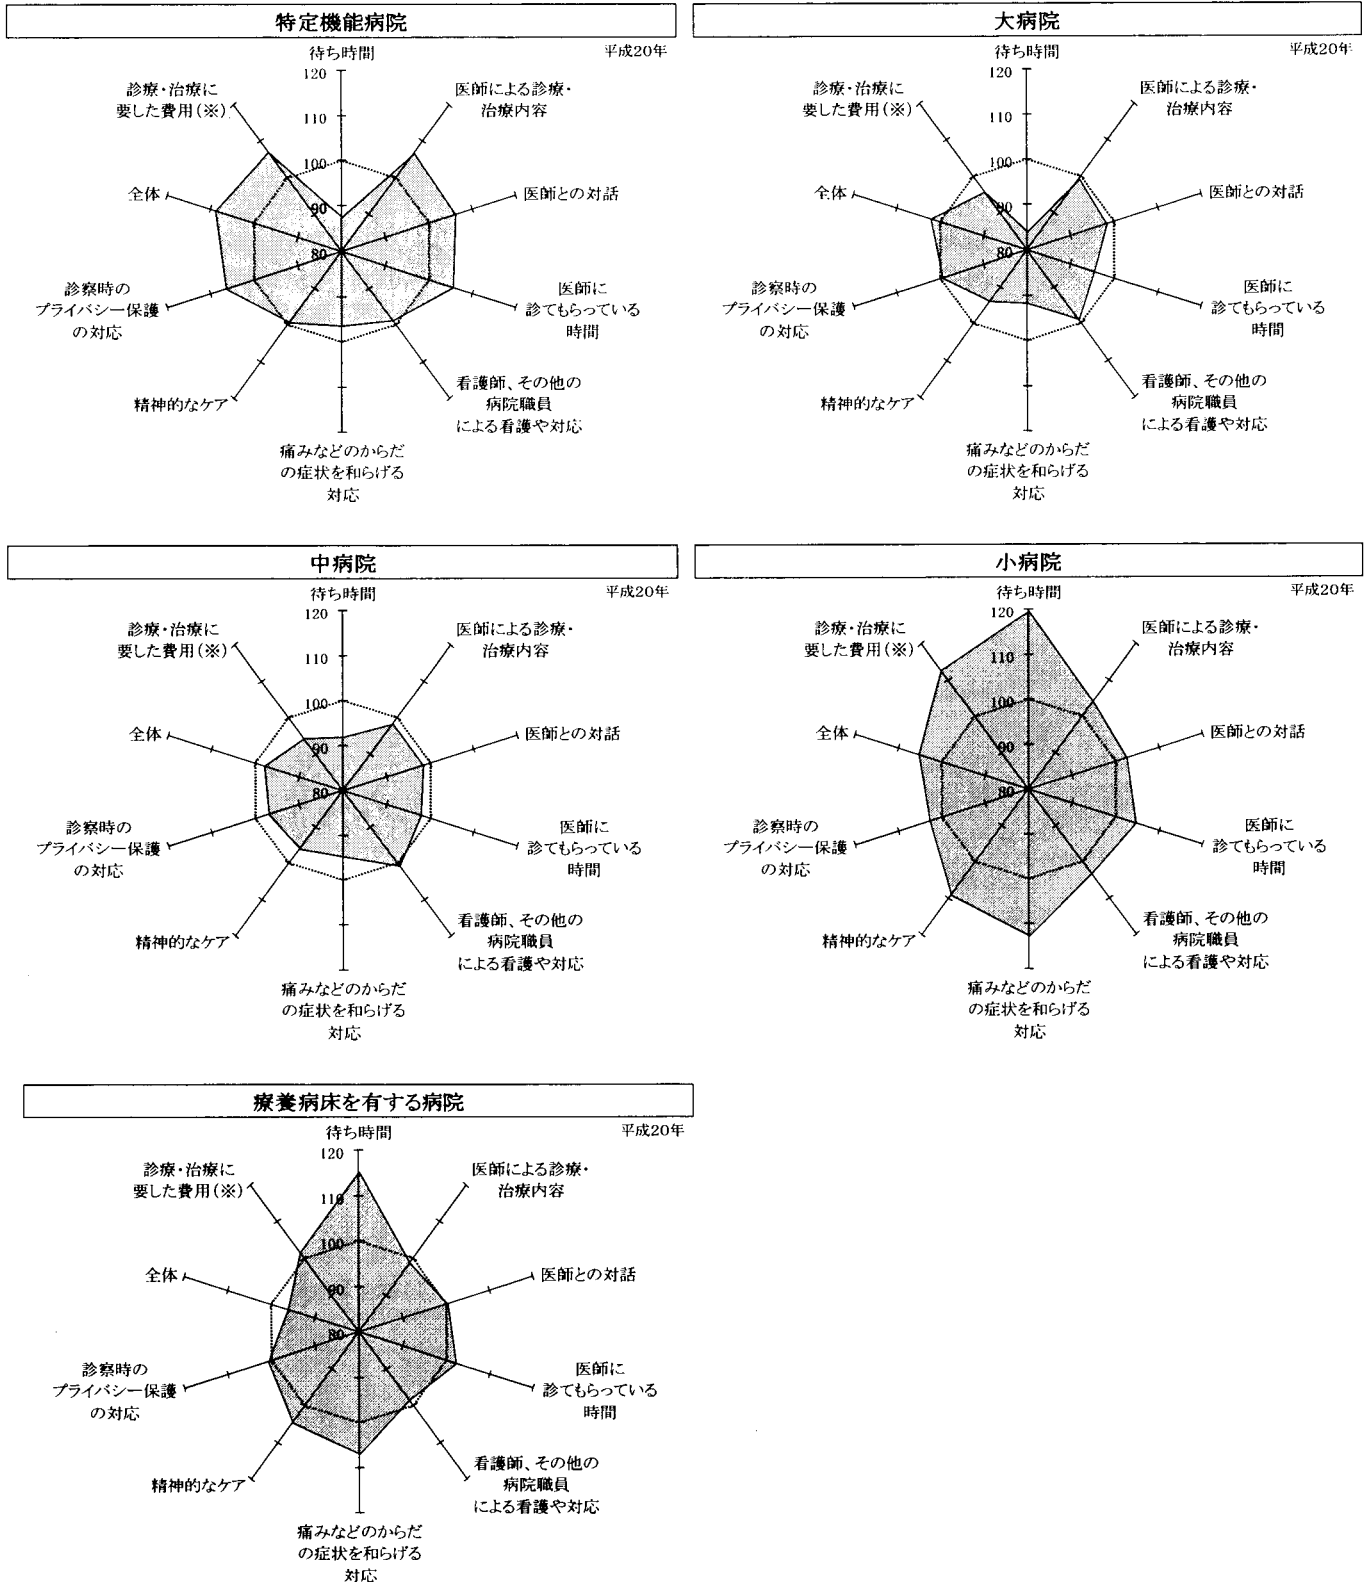 特定機能病院
平成20年
待ち時間
120
110
100
90
80
診療・治療に
要した費用(※)
医師による診療・
治療内容
全体
医師との対話
診察時の
プライバシー保護
の対応
医師に
診てもらっている
時間
精神的なケア
看護師、その他の
病院職員
による看護や対応
痛みなどのからだ
の症状を和らげる
対応
大病院
平成20年
待ち時間
120
110
100
90
80
診療・治療に
要した費用(※)
医師による診療・
治療内容
全体
医師との対話
診察時の
プライバシー保護
の対応
医師に
診てもらっている
時間
精神的なケア
看護師、その他の
病院職員
による看護や対応
痛みなどのからだ
の症状を和らげる
対応
中病院
平成20年
待ち時間
120
110
100
90
80
診療・治療に
要した費用(※)
医師による診療・
治療内容
全体
医師との対話
診察時の
プライバシー保護
の対応
医師に
診てもらっている
時間
精神的なケア
看護師、その他の
病院職員
による看護や対応
痛みなどのからだ
の症状を和らげる
対応
小病院
平成20年
待ち時間
120
110
100
90
80
診療・治療に
要した費用(※)
医師による診療・
治療内容
全体
医師との対話
診察時の
プライバシー保護
の対応
医師に
診てもらっている
時間
精神的なケア
看護師、その他の
病院職員
による看護や対応
痛みなどのからだ
の症状を和らげる
対応
療養病床を有する病院
平成20年
待ち時間
120
110
100
90
80
診療・治療に
要した費用(※)
医師による診療・
治療内容
全体
医師との対話
診察時の
プライバシー保護
の対応
医師に
診てもらっている
時間
精神的なケア
看護師、その他の
病院職員
による看護や対応
痛みなどのからだ
の症状を和らげる
対応